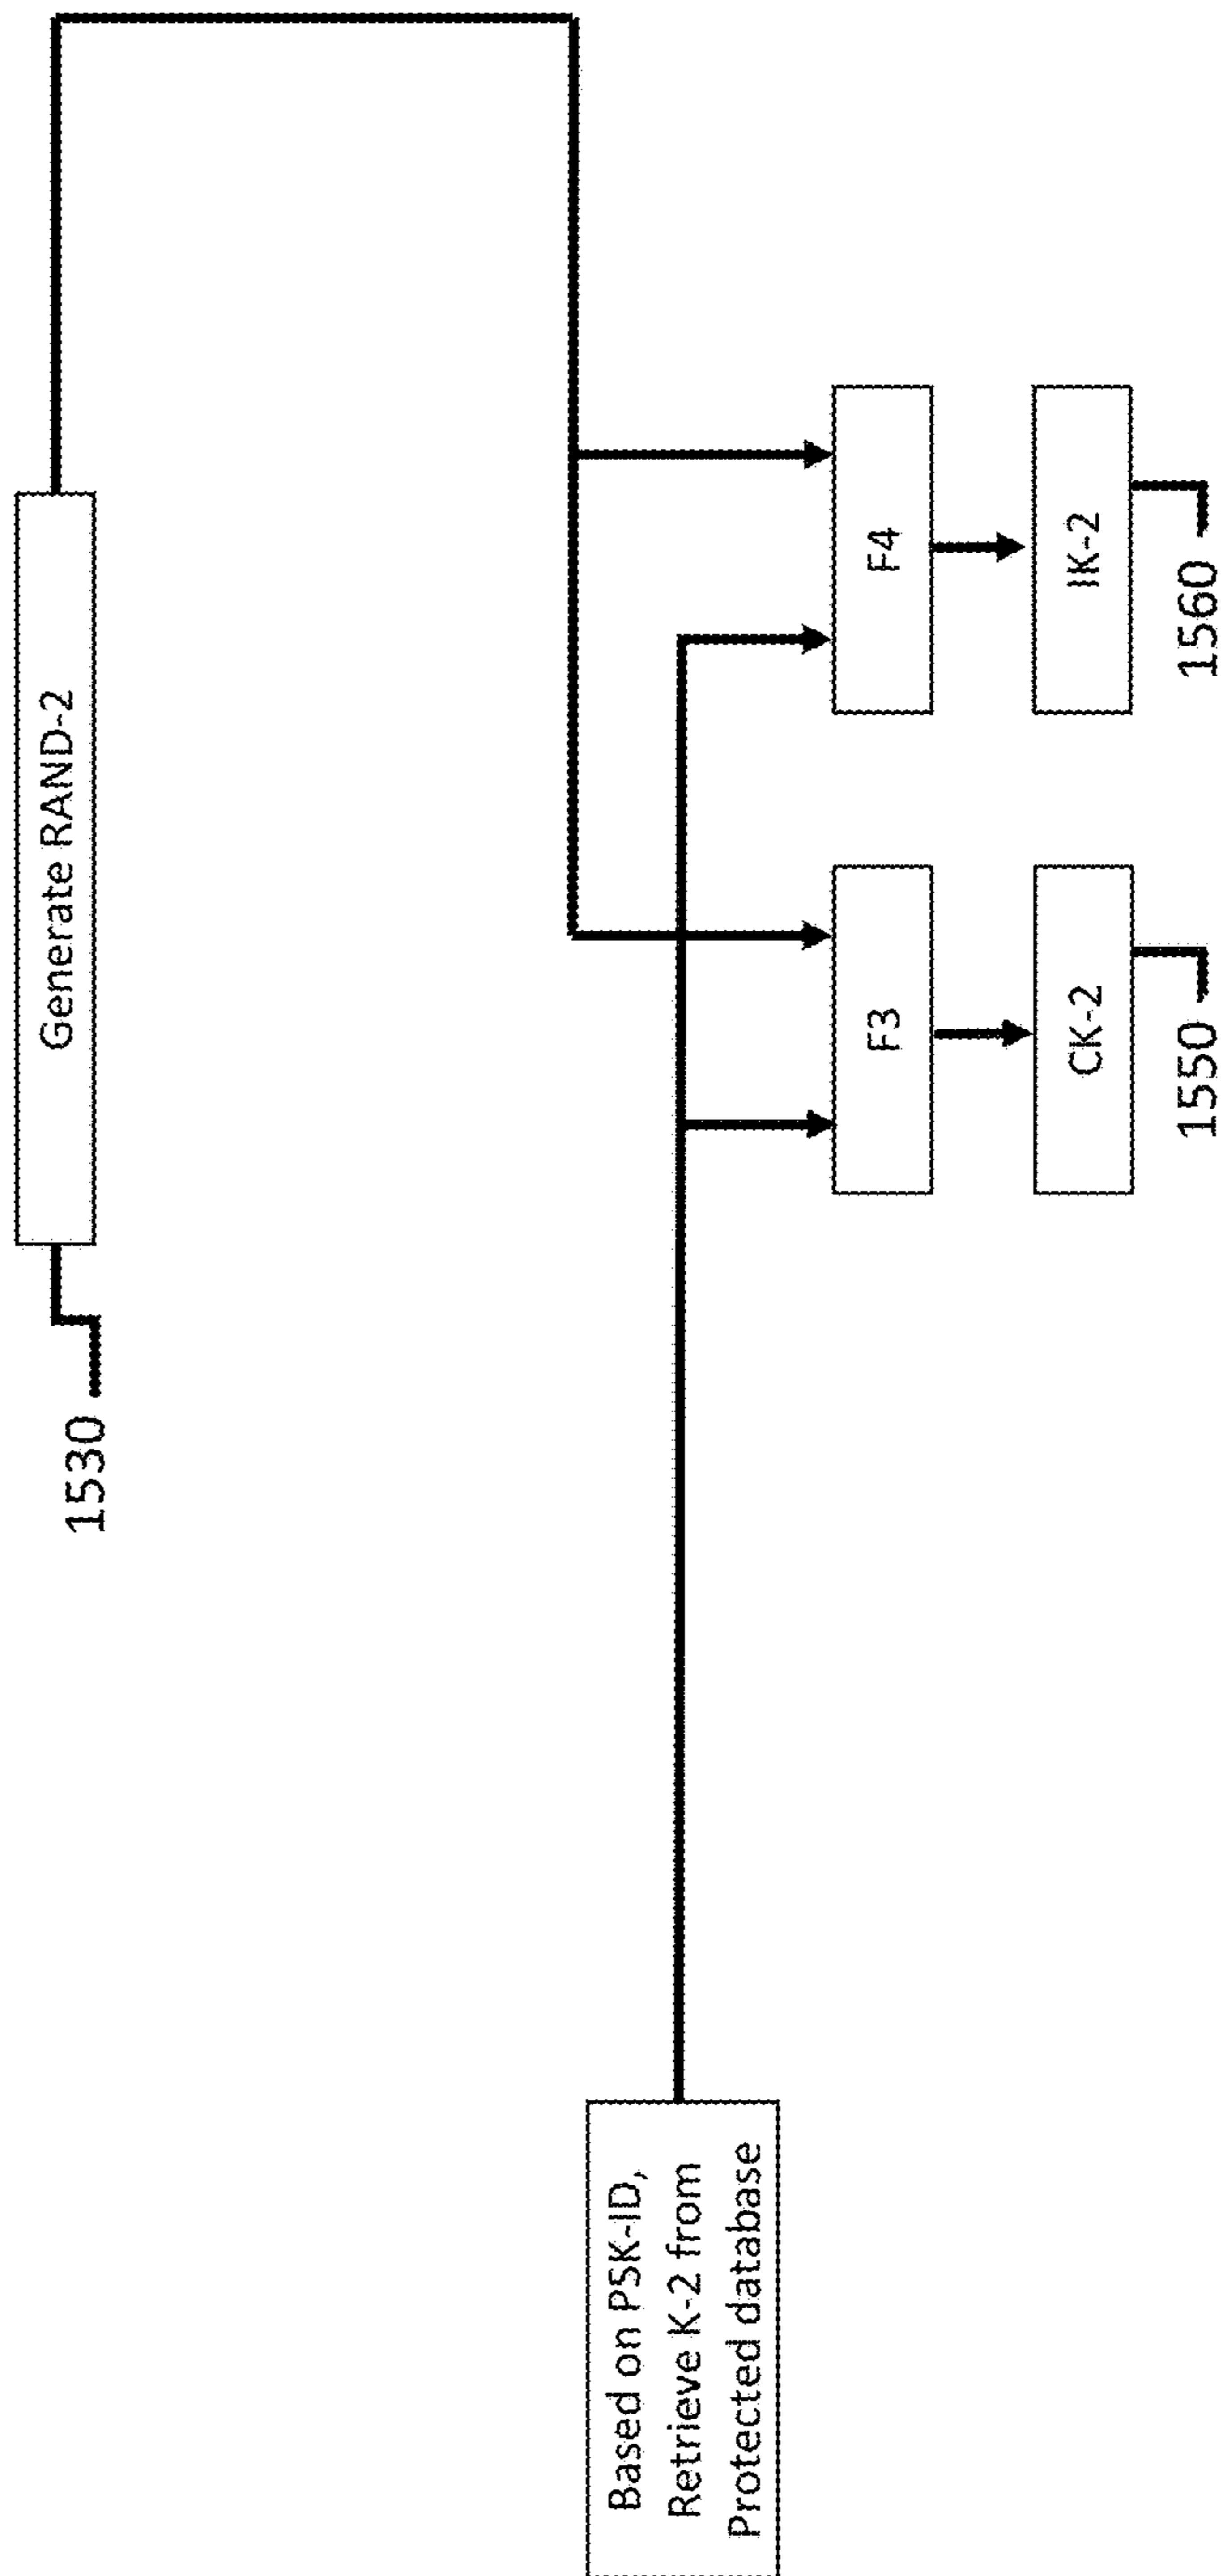 1530
Generate RAND-2
Based on PSK-ID,
Retrieve K-2 from
Protected database
F3
F4
CK-2
IK-2
1550
1560